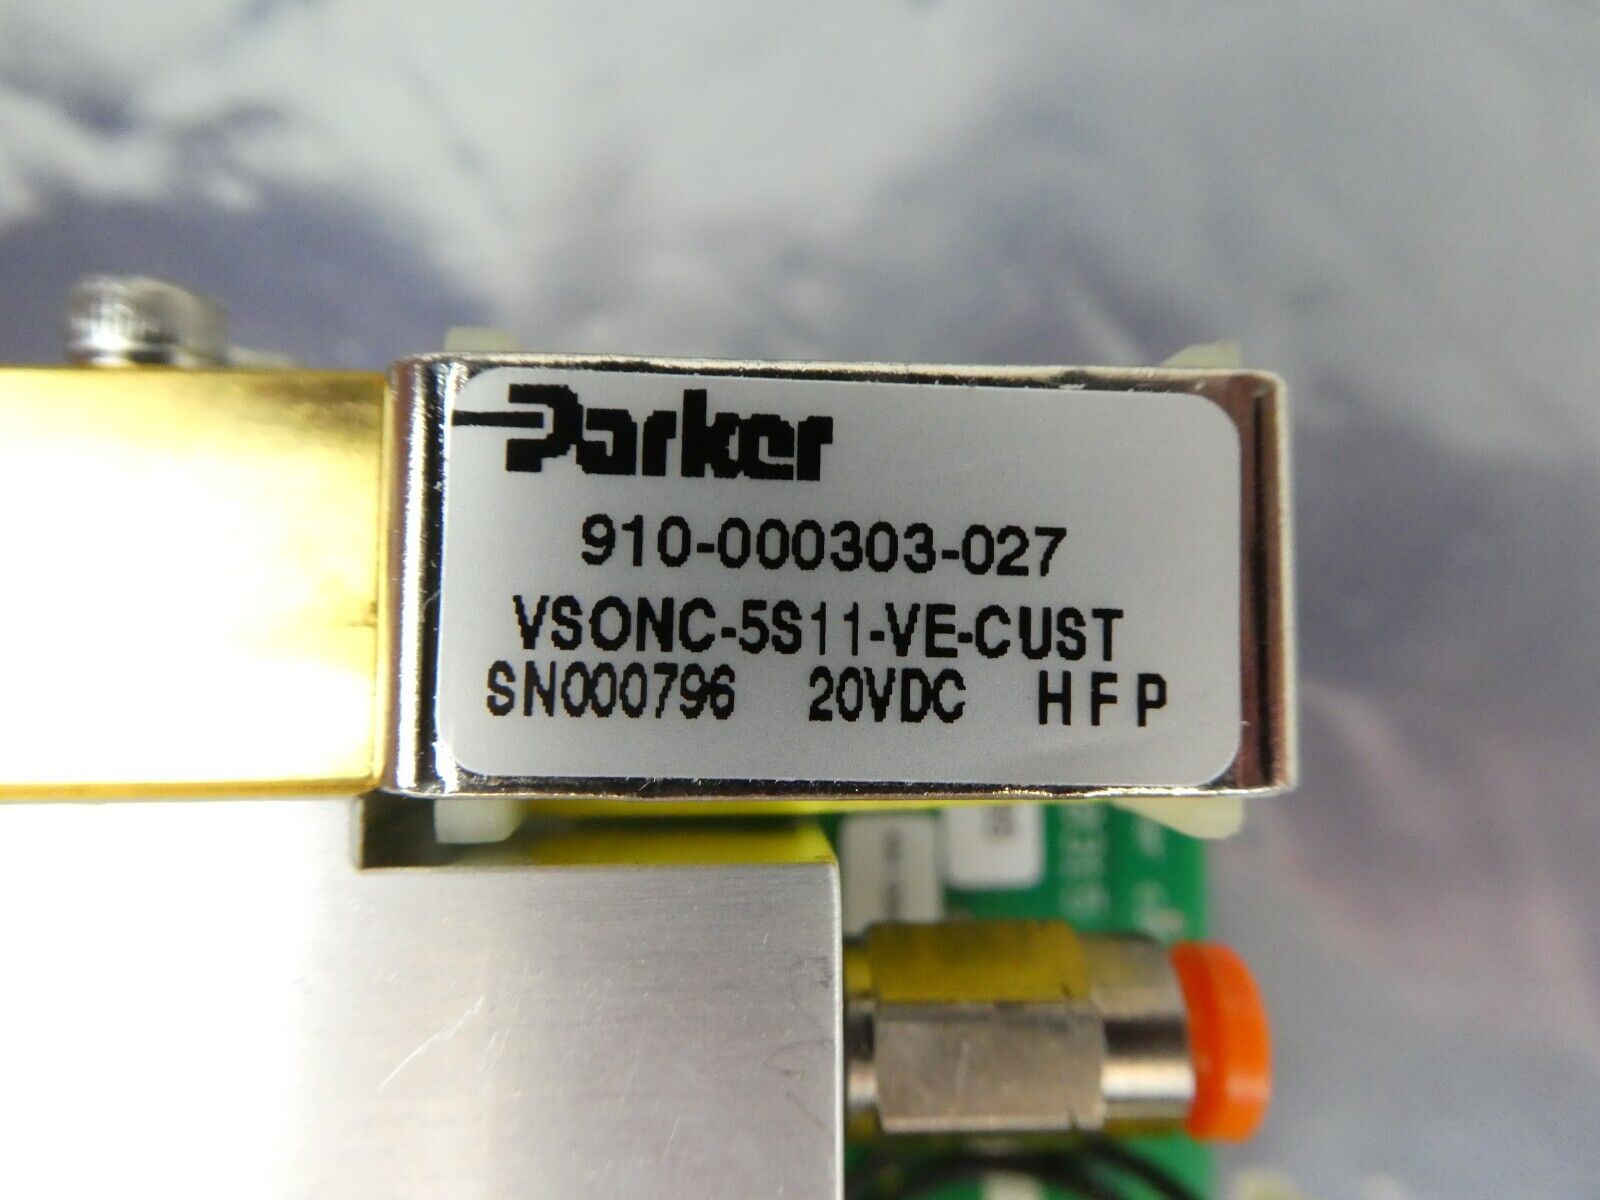 Parker
910-000303-027
VSONC-5S11-VE-CUST
SN000796 20VDC HFP